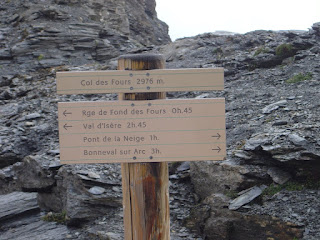 Col des Fours 2976 m.
Rge de Fond des Fours 0h.45
Val d'Isère 2h.45
Pont de la Neige 1h.
Bonneval sur Arc 3h.